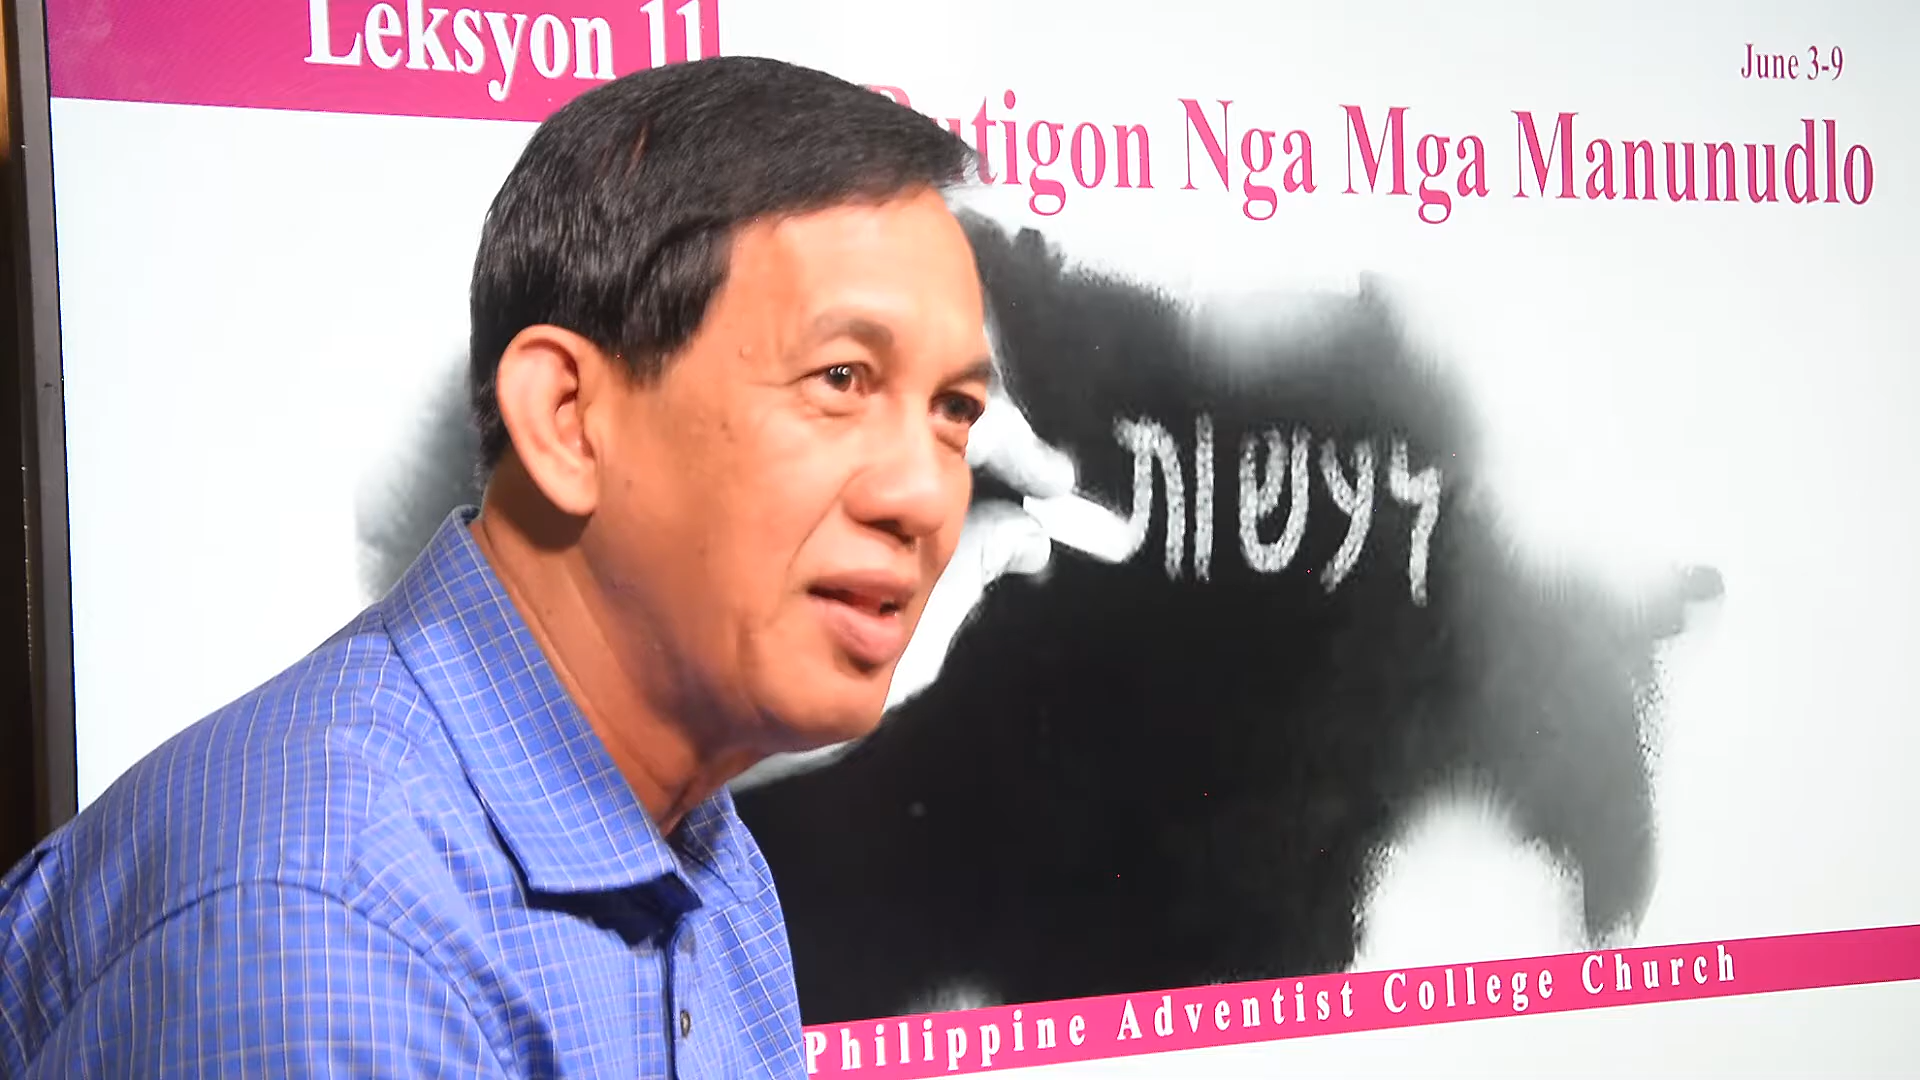 Leksyon 11
June 3-9
Nga Mga Manunudlo
Philippine Adventist College Church